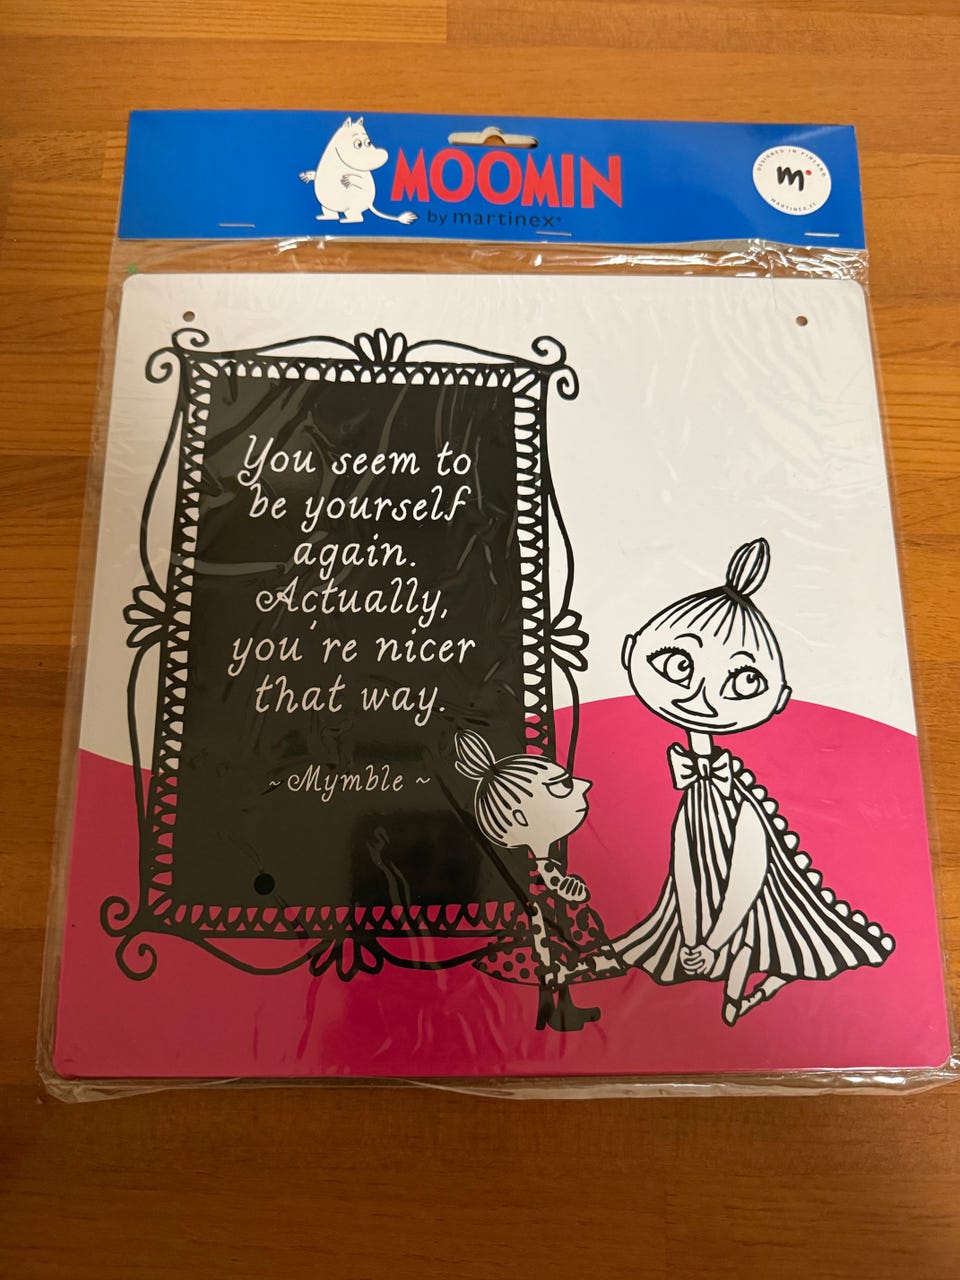 MOOMIN
by martinex®
DESIGNED IN FINLAND
m
MARTINEX.FI
You seem to
be yourself
again.
Actually,
you're nicer
that way.
~Mymble~